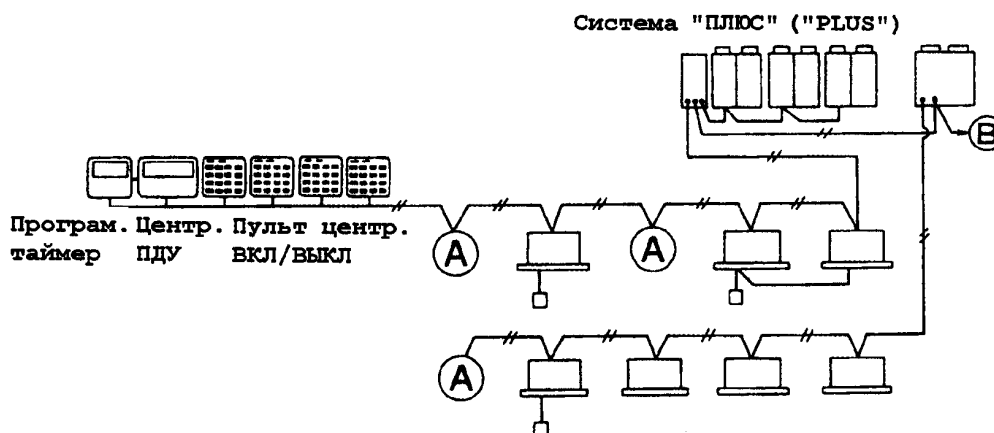 Система "ПЛЮС" ("PLUS")
B
Програм. Центр. Пульт центр.
таймер ПДУ ВКЛ/ВЫКЛ
A
A
A